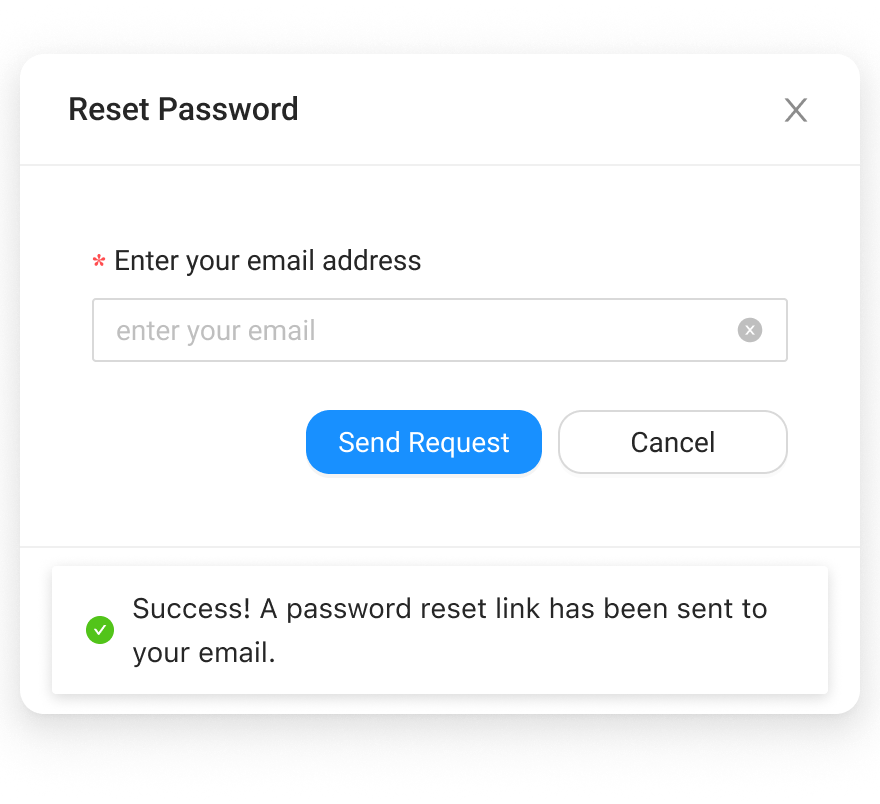 Reset Password
* Enter your email address
enter your email
Send Request
Cancel
Success! A password reset link has been sent to
your email.